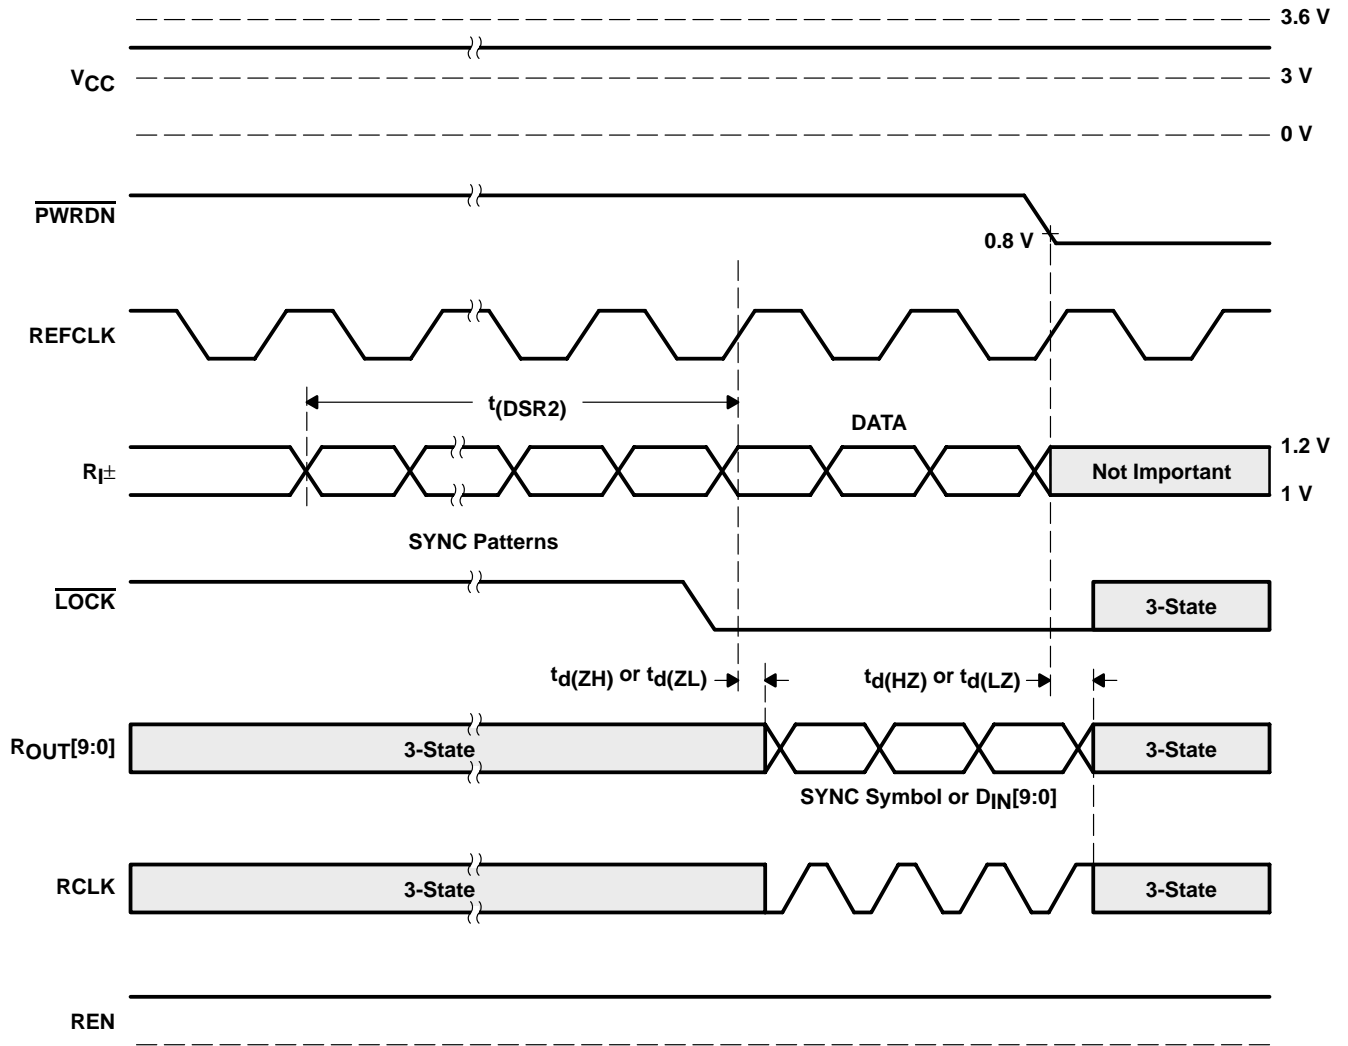 3.6 V
VCC
3 V
0 V
PWRDN
0.8 V
REFCLK
t(DSR2)
DATA
1.2 V
RI±
Not Important
1 V
SYNC Patterns
LOCK
3-State
td(ZH) or td(ZL)
td(HZ) or td(LZ)
ROUT[9:0]
3-State
3-State
SYNC Symbol or DIN[9:0]
RCLK
3-State
3-State
REN